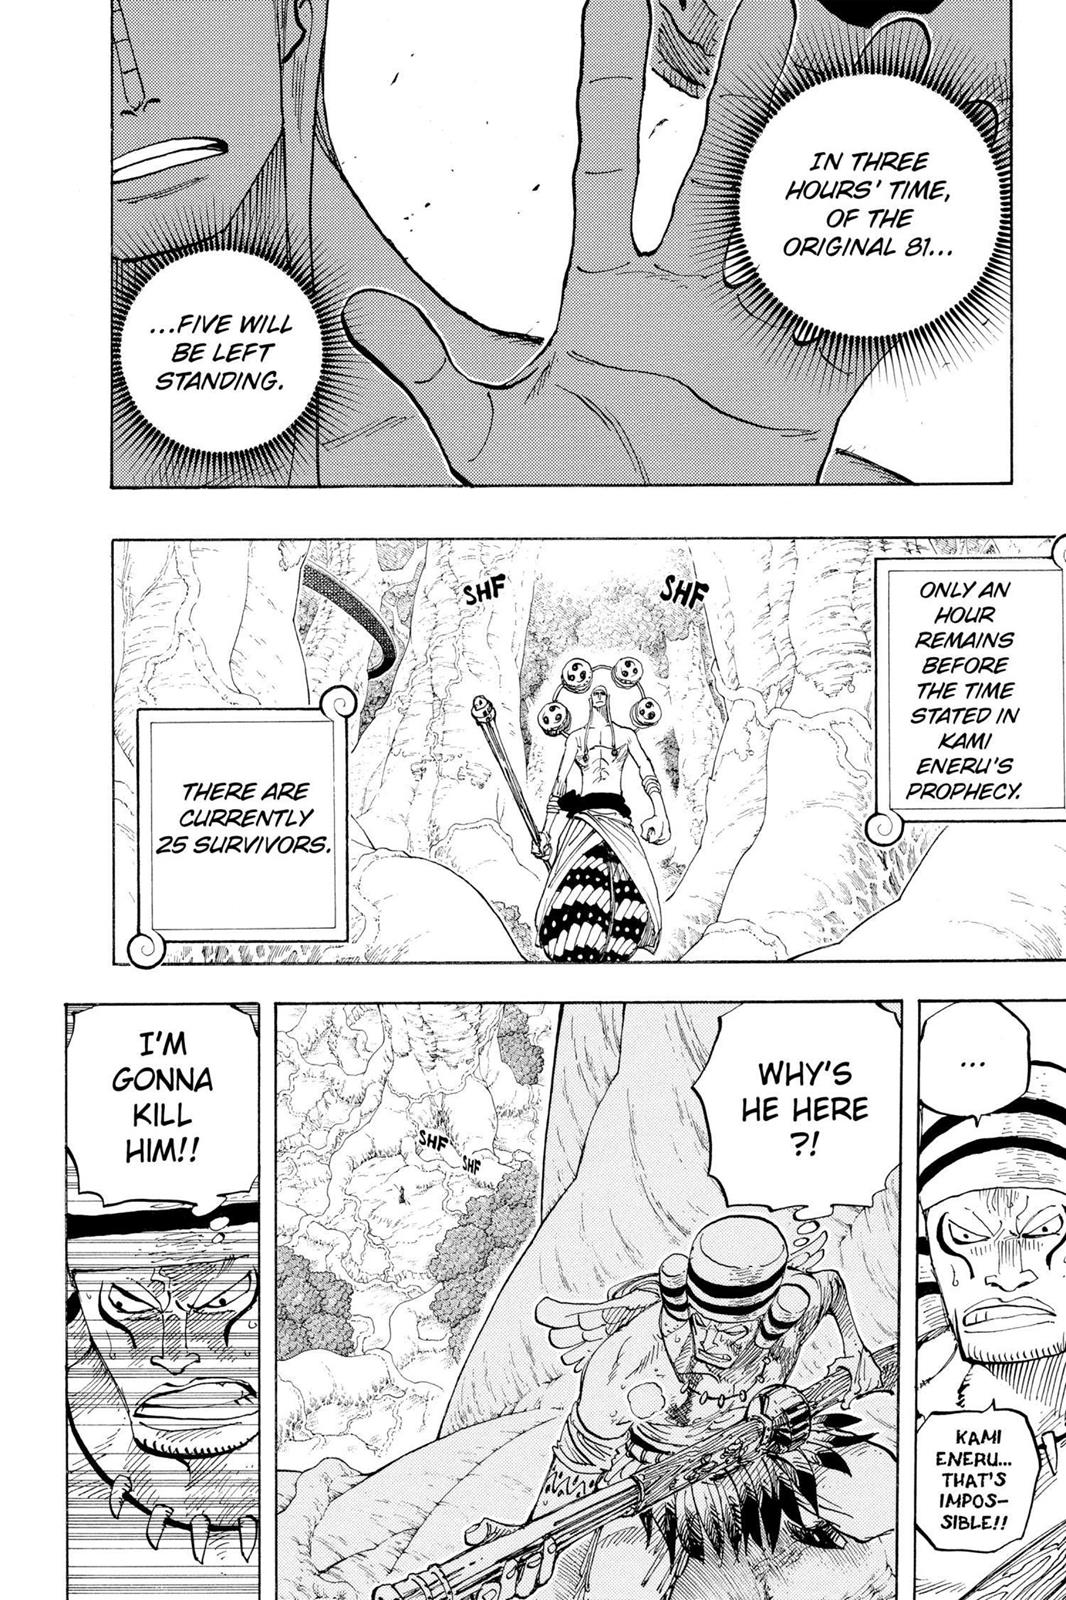 IN THREE
HOURS' TIME,
OF THE
ORIGINAL 81...
...FIVE WILL
BE LEFT
STANDING.
ONLY AN
HOUR
REMAINS
BEFORE
THE TIME
STATED IN
KAMI
ENERU'S
PROPHECY.
SHF
SHF
THERE ARE
CURRENTLY
25 SURVIVORS.
...
KAMI
ENERU...
THAT'S
IMPOS-
SIBLE!!
WHY'S
HE HERE
?!
SHF
SHF
I'M
GONNA
KILL
HIM!!